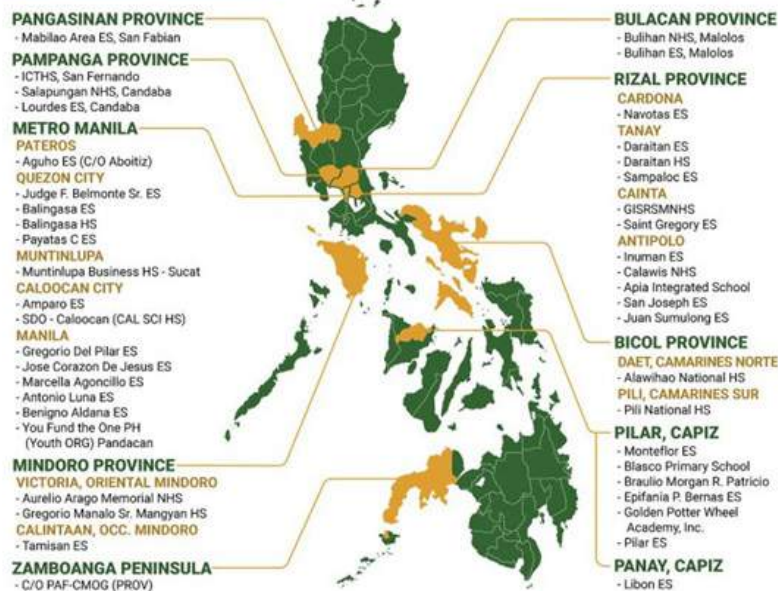 PANGASINAN PROVINCE
- Mabilao Area ES, San Fabian
PAMPANGA PROVINCE
- ICTHS, San Fernando
- Salapungan NHS, Candaba
- Lourdes ES, Candaba
METRO MANILA
PATEROS
- Aguho ES (C/O Aboitiz)
QUEZON CITY
- Judge F. Belmonte Sr. ES
- Balingasa ES
- Balingasa HS
- Payatas C ES
MUNTINLUPA
- Muntinlupa Business HS - Sucat
CALOOCAN CITY
- Amparo ES
- SDO - Caloocan (CAL SCI HS)
MANILA
- Gregorio Del Pilar ES
- Jose Corazon De Jesus ES
- Marcella Agoncillo ES
- Antonio Luna ES
- Benigno Aldana ES
- You Fund the One PH
(Youth ORG) Pandacan
MINDORO PROVINCE
VICTORIA, ORIENTAL MINDORO
- Aurelio Arago Memorial NHS
- Gregorio Manalo Sr. Mangyan HS
CALINTAAN, OCC. MINDORO
- Tamisan ES
ZAMBOANGA PENINSULA
- C/O PAF-CMOG (PROV)
BULACAN PROVINCE
- Bulihan NHS, Malolos
- Bulihan ES, Malolos
RIZAL PROVINCE
CARDONA
- Navotas ES
TANAY
- Daraitan ES
- Daraitan HS
- Sampaloc ES
CAINTA
- GISRSMNHS
- Saint Gregory ES
ANTIPOLO
- Inuman ES
- Calawis NHS
- Apia Integrated School
- San Joseph ES
- Juan Sumulong ES
BICOL PROVINCE
DAET, CAMARINES NORTE
- Alawihao National HS
PILI, CAMARINES SUR
- Pili National HS
PILAR, CAPIZ
- Monteflor ES
- Blasco Primary School
- Braulio Morgan R. Patricio
- Epifania P. Bernas ES
- Golden Potter Wheel
Academy, Inc.
- Pilar ES
PANAY, CAPIZ
- Libon ES